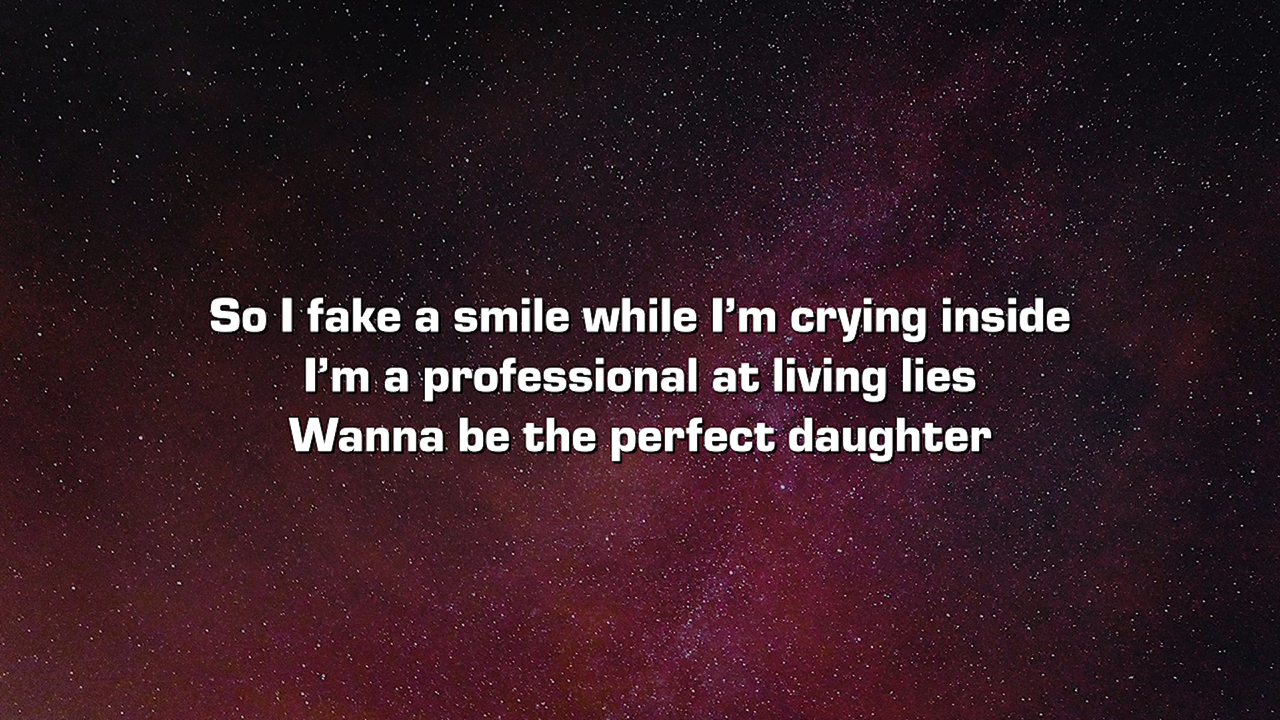 So I fake a smile while I’m crying inside
I’m a professional at living lies
Wanna be the perfect daughter